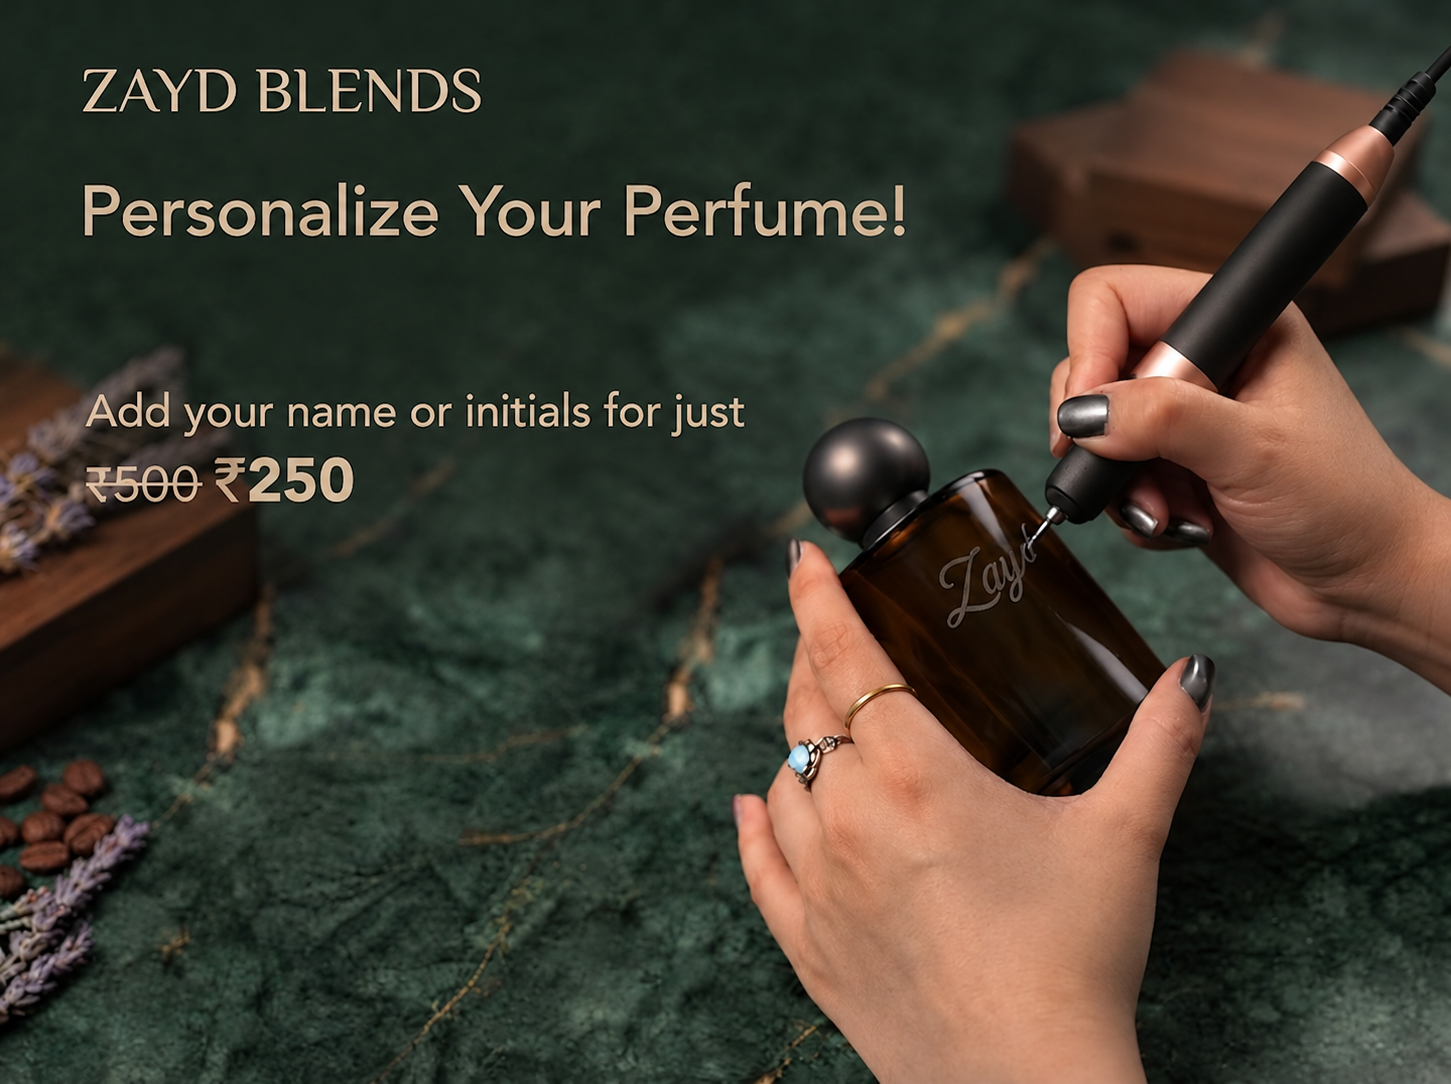 ZAYD BLENDS
Personalize Your Perfume!
Add your name or initials for just
₹500 ₹250
Zayd